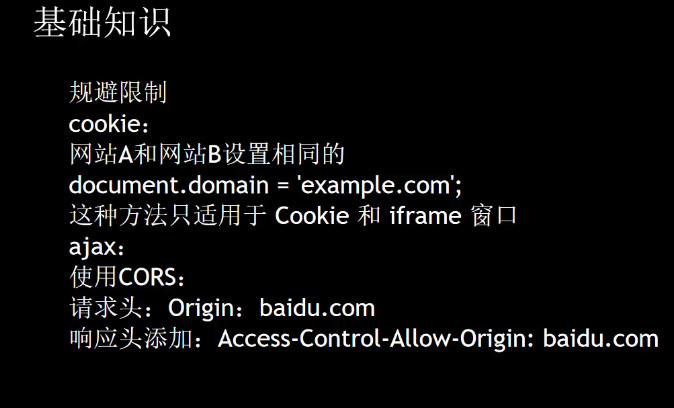 基础知识
规避限制
cookie：
网站A和网站B设置相同的
document.domain = 'example.com';
这种方法只适用于 Cookie 和 iframe 窗口
ajax：
使用CORS：
请求头：Origin：baidu.com
响应头添加：Access-Control-Allow-Origin: baidu.com